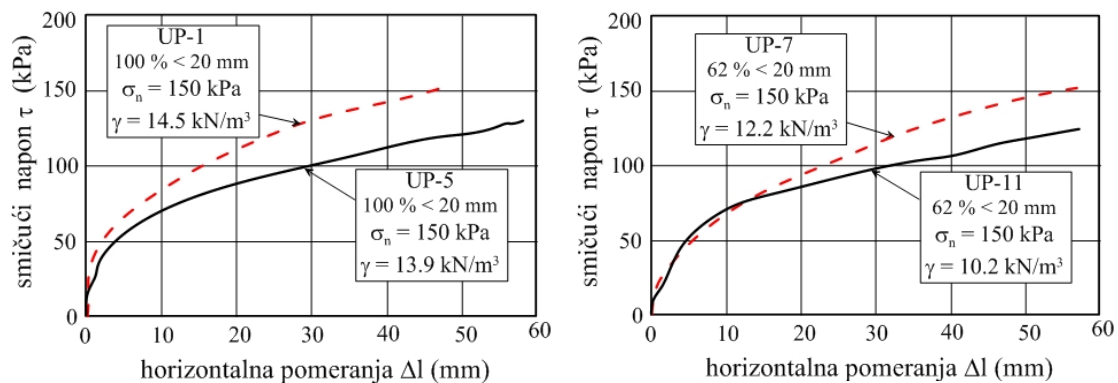 smičući napon τ (kPa)
200
150
100
50
0
UP-1
100 % < 20 mm
σn = 150 kPa
γ = 14.5 kN/m³
UP-5
100 % < 20 mm
σn = 150 kPa
γ = 13.9 kN/m³
0 10 20 30 40 50 60
horizontalna pomeranja Δl (mm)
smičući napon τ (kPa)
200
150
100
50
0
UP-7
62 % < 20 mm
σn = 150 kPa
γ = 12.2 kN/m³
UP-11
62 % < 20 mm
σn = 150 kPa
γ = 10.2 kN/m³
0 10 20 30 40 50 60
horizontalna pomeranja Δl (mm)